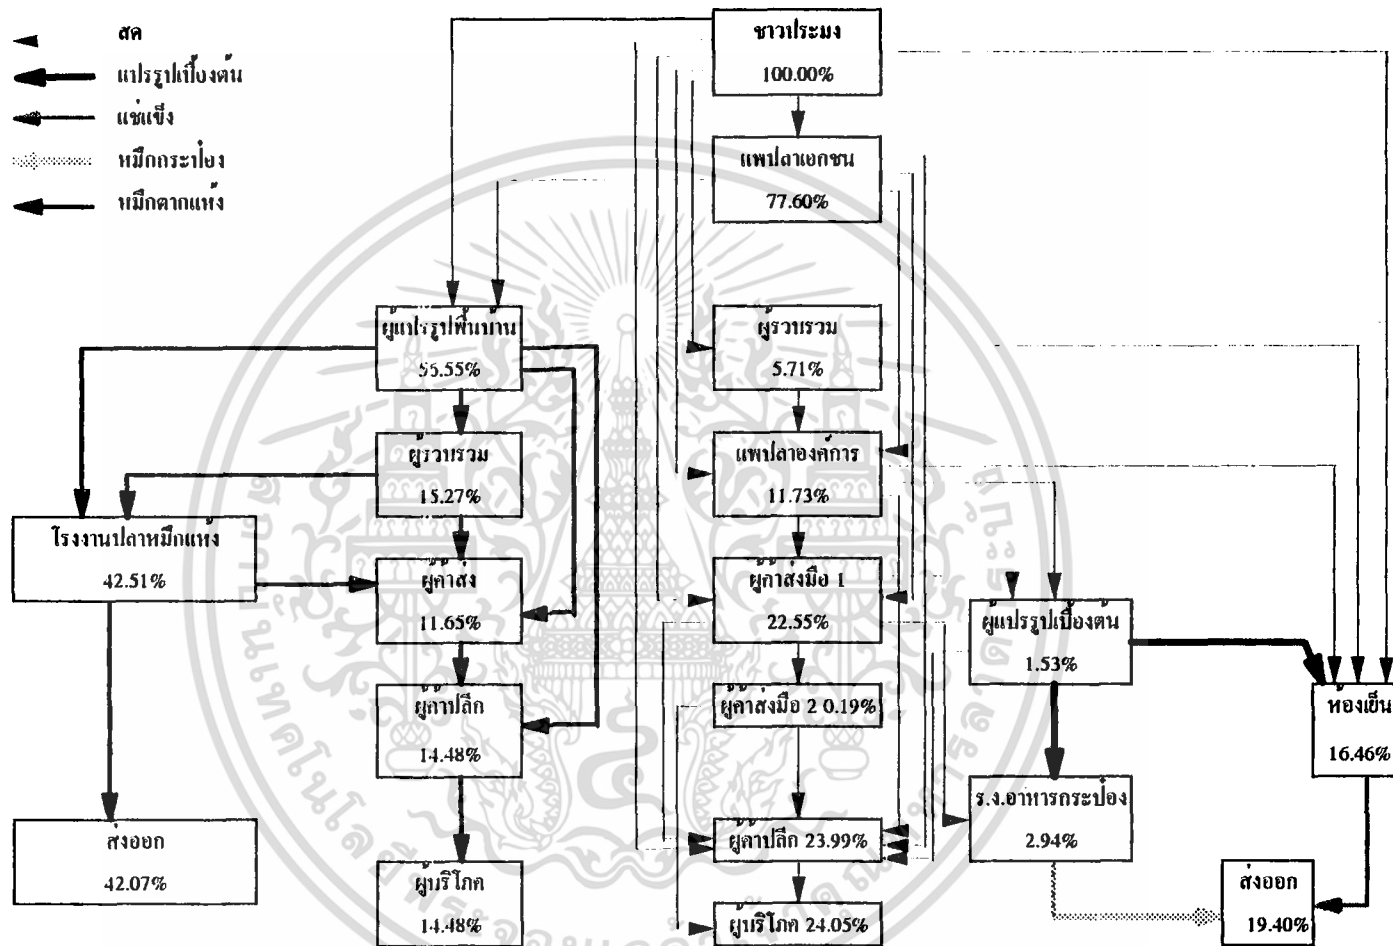 สด
แปรรูปเบื้องต้น
แช่แข็ง
หมึกกระป๋อง
หมึกตากแห้ง
ชาวประมง
100.00%
แพปลาเอกชน
77.60%
ผู้แปรรูปพื้นบ้าน
55.55%
ผู้รวบรวม
5.71%
ผู้รวบรวม
15.27%
แพปลาองค์การ
11.73%
โรงงานปลาหมึกแห้ง
42.51%
ผู้ค้าส่ง
11.65%
ผู้ค้าส่งมือ 1
22.55%
ผู้แปรรูปเบื้องต้น
1.53%
ผู้ค้าปลีก
14.48%
ผู้ค้าส่งมือ 2 0.19%
ห้องเย็น
16.46%
ร.ง.อาหารกระป๋อง
2.94%
ส่งออก
42.07%
ผู้ค้าปลีก 23.99%
ผู้บริโภค
14.48%
ผู้บริโภค 24.05%
ส่งออก
19.40%